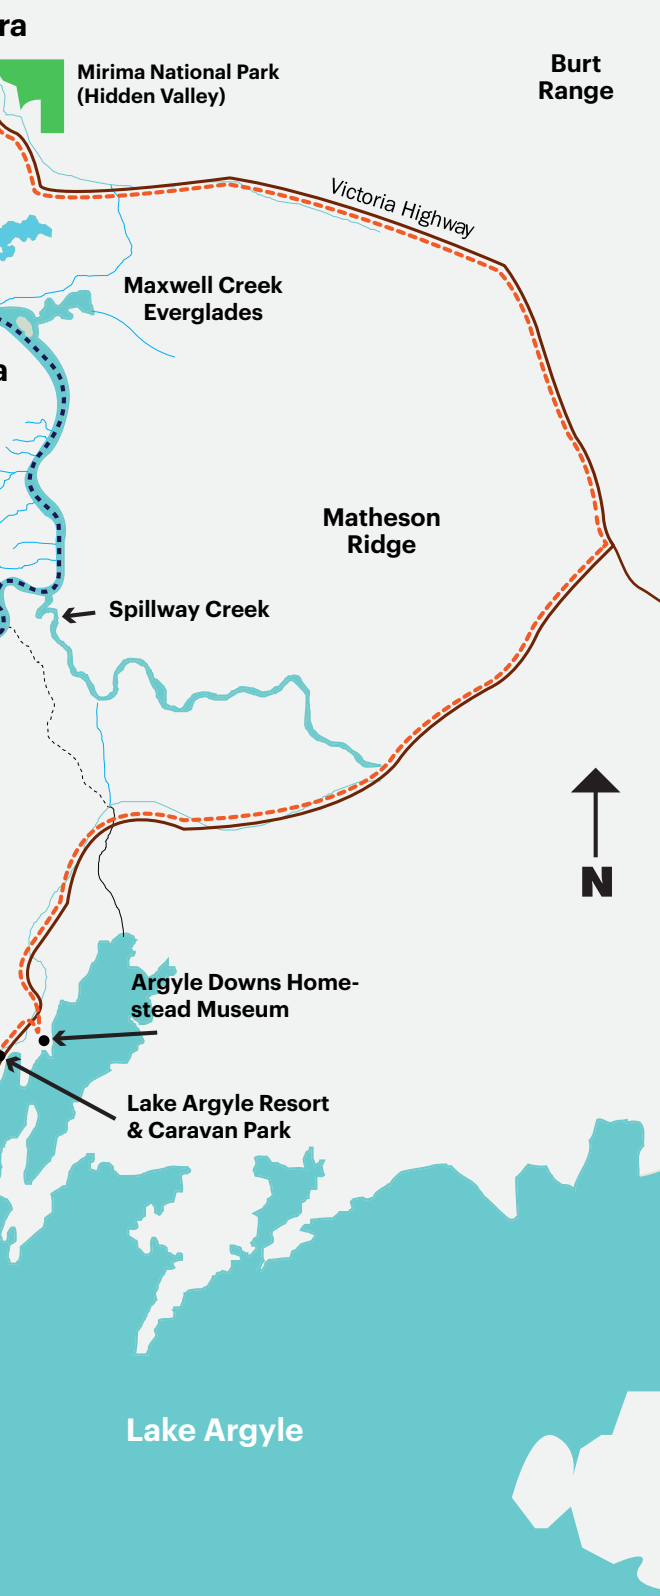 ra
Mirima National Park
(Hidden Valley)
Burt
Range
Victoria Highway
Maxwell Creek
Everglades
a
Matheson
Ridge
Spillway Creek
N
Argyle Downs Home-
stead Museum
Lake Argyle Resort
& Caravan Park
Lake Argyle